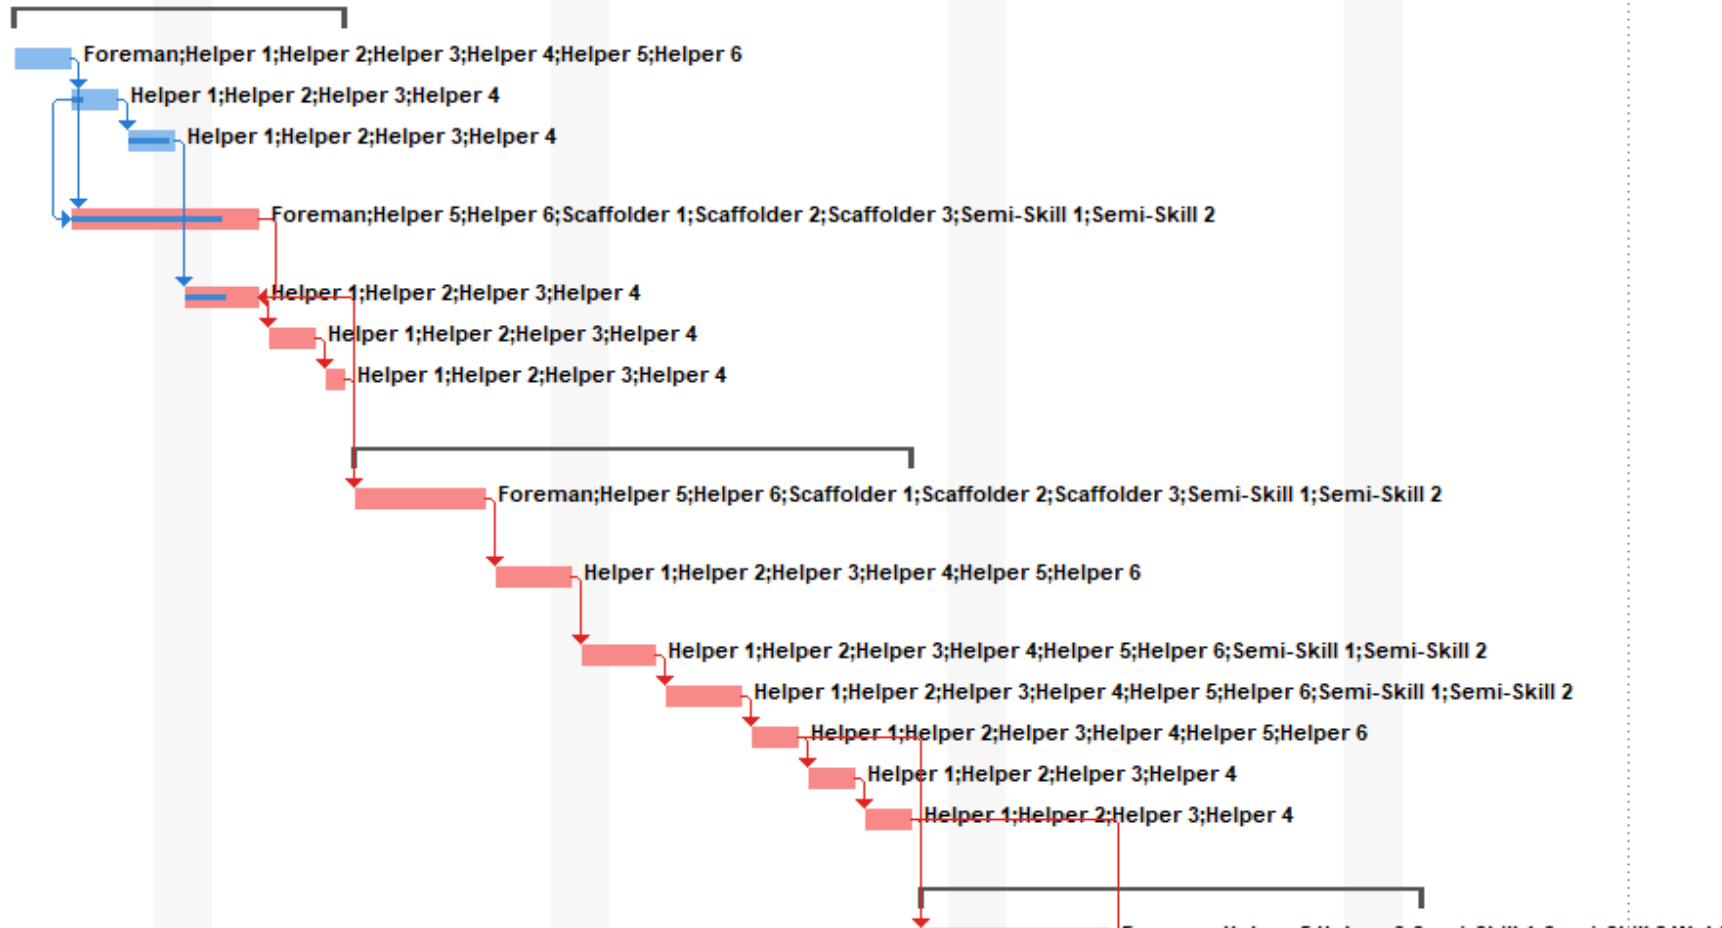 Foreman;Helper 1;Helper 2;Helper 3;Helper 4;Helper 5;Helper 6
Helper 1;Helper 2;Helper 3;Helper 4
Helper 1;Helper 2;Helper 3;Helper 4
Foreman;Helper 5;Helper 6;Scaffolder 1;Scaffolder 2;Scaffolder 3;Semi-Skill 1;Semi-Skill 2
Helper 1;Helper 2;Helper 3;Helper 4
Helper 1;Helper 2;Helper 3;Helper 4
Helper 1;Helper 2;Helper 3;Helper 4
Foreman;Helper 5;Helper 6;Scaffolder 1;Scaffolder 2;Scaffolder 3;Semi-Skill 1;Semi-Skill 2
Helper 1;Helper 2;Helper 3;Helper 4;Helper 5;Helper 6
Helper 1;Helper 2;Helper 3;Helper 4;Helper 5;Helper 6;Semi-Skill 1;Semi-Skill 2
Helper 1;Helper 2;Helper 3;Helper 4;Helper 5;Helper 6;Semi-Skill 1;Semi-Skill 2
Helper 1;Helper 2;Helper 3;Helper 4;Helper 5;Helper 6
Helper 1;Helper 2;Helper 3;Helper 4
Helper 1;Helper 2;Helper 3;Helper 4